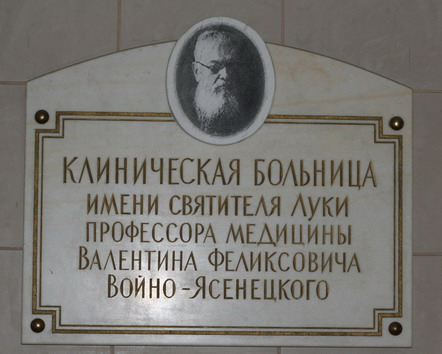 КЛИНИЧЕСКАЯ БОЛЬНИЦА
ИМЕНИ СВЯТИТЕЛЯ ЛУКИ
ПРОФЕССОРА МЕДИЦИНЫ
ВАЛЕНТИНА ФЕЛИКСОВИЧА
ВОЙНО-ЯСЕНЕЦКОГО